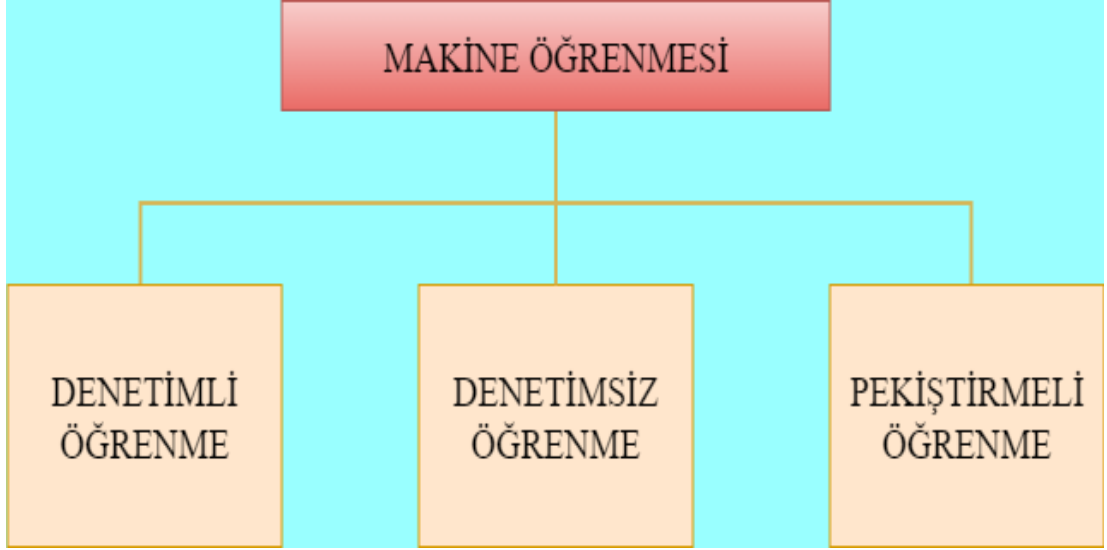 MAKİNE ÖĞRENMESİ
DENETİMLİ
ÖĞRENME
DENETİMSİZ
ÖĞRENME
PEKİŞTİRMELİ
ÖĞRENME